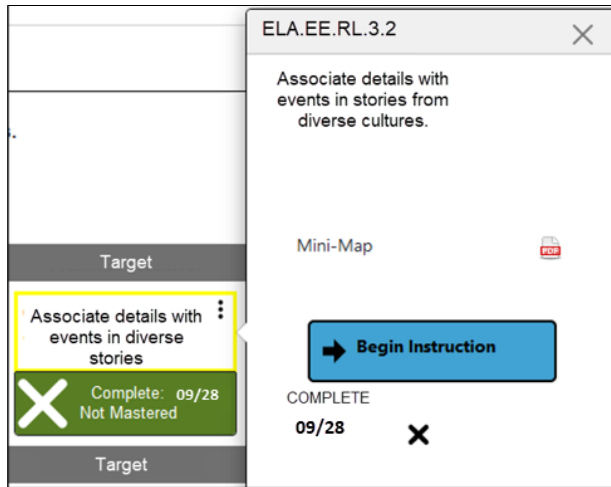 s.
Target
Associate details with
events in diverse
stories
Complete: 09/28
Not Mastered
Target
ELA.EE.RL.3.2
Associate details with
events in stories from
diverse cultures.
Mini-Map
PDF
Begin Instruction
COMPLETE
09/28